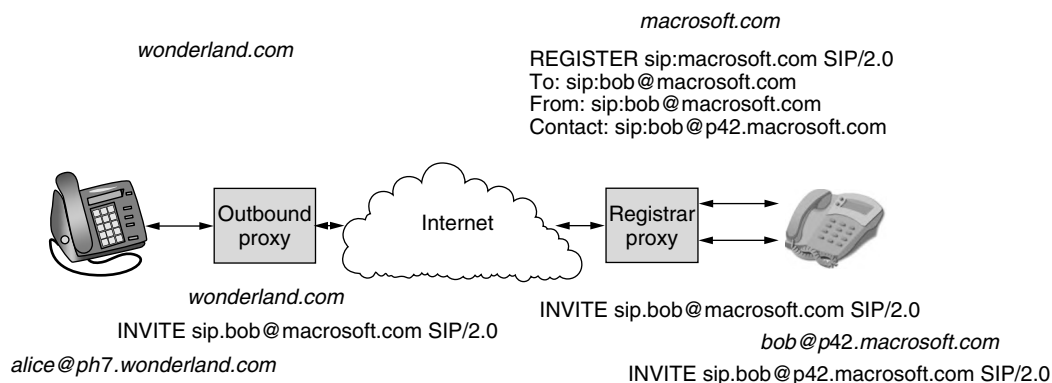 macrosoft.com
wonderland.com
REGISTER sip:macrosoft.com SIP/2.0
To: sip:bob@macrosoft.com
From: sip:bob@macrosoft.com
Contact: sip:bob@p42.macrosoft.com
Outbound
proxy
Internet
Registrar
proxy
wonderland.com
INVITE sip.bob@macrosoft.com SIP/2.0
INVITE sip.bob@macrosoft.com SIP/2.0
bob@p42.macrosoft.com
alice@ph7.wonderland.com
INVITE sip.bob@p42.macrosoft.com SIP/2.0